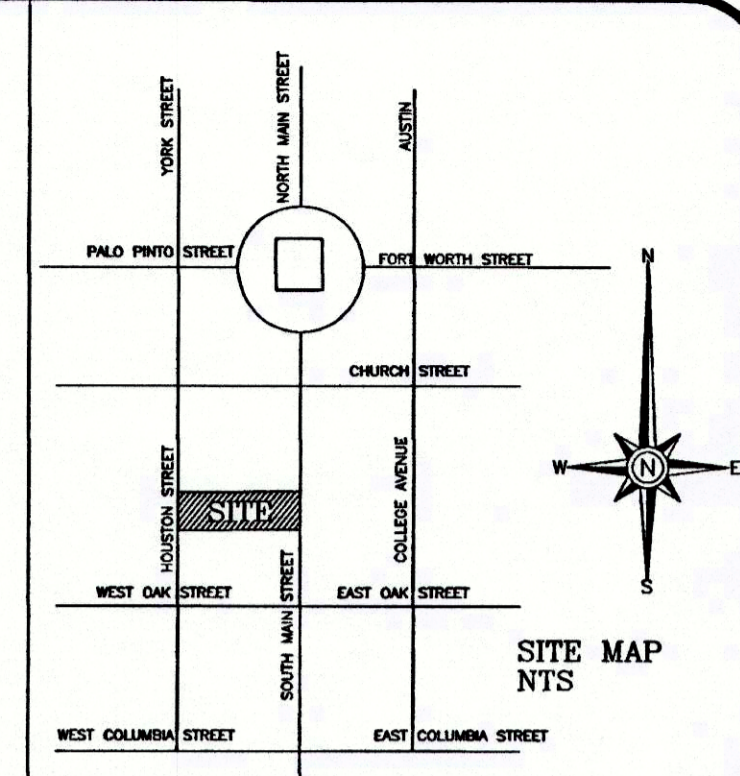 YORK STREET
NORTH MAIN STREET
AUSTIN
PALO PINTO STREET
FORT WORTH STREET
CHURCH STREET
HOUSTON STREET
SITE
COLLEGE AVENUE
WEST OAK STREET
EAST OAK STREET
SOUTH MAIN STREET
WEST COLUMBIA STREET
EAST COLUMBIA STREET
N
W
N
E
S
SITE MAP
NTS